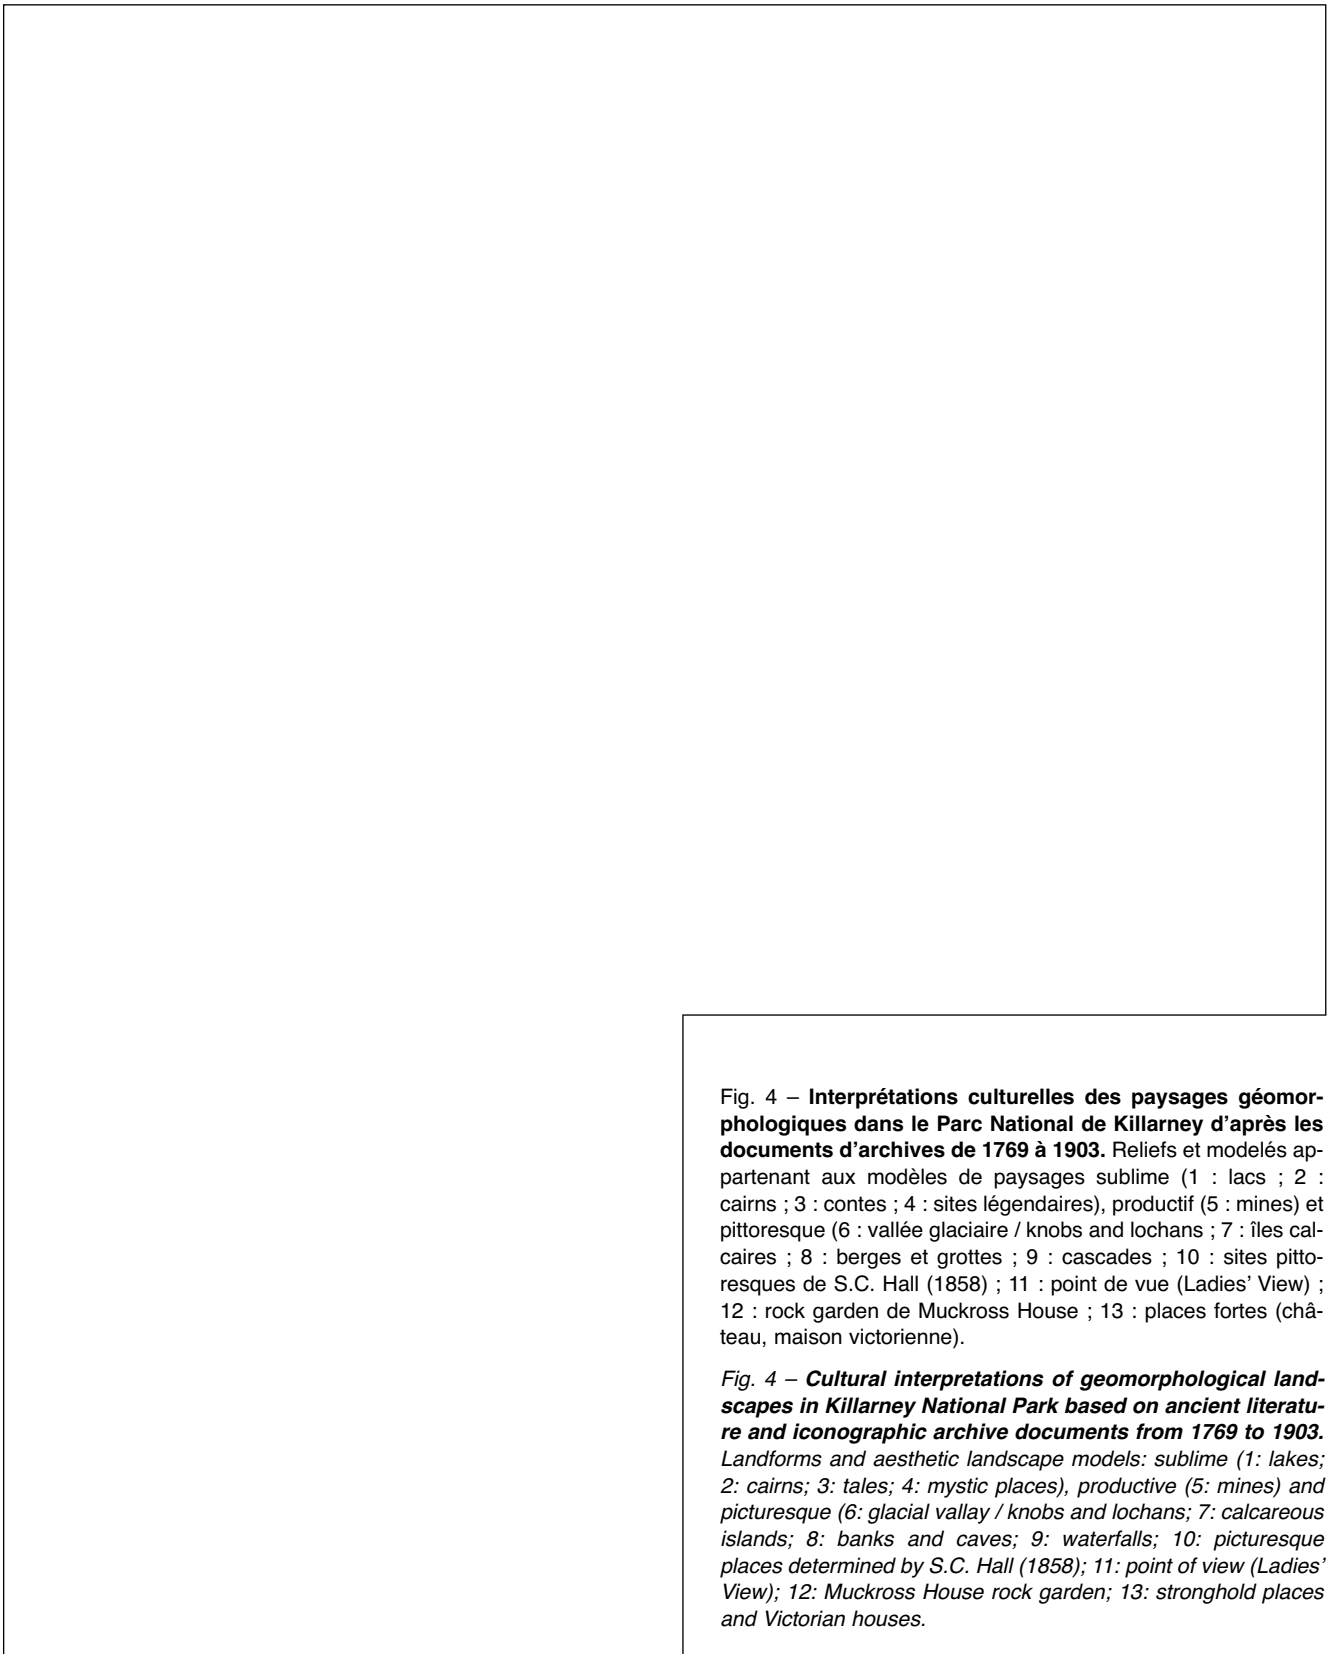 Fig. 4 – Interprétations culturelles des paysages géomor-
phologiques dans le Parc National de Killarney d'après les
documents d'archives de 1769 à 1903. Reliefs et modelés ap-
partenant aux modèles de paysages sublime (1 : lacs ; 2 :
cairns ; 3 : contes ; 4 : sites légendaires), productif (5 : mines) et
pittoresque (6 : vallée glaciaire / knobs and lochans ; 7 : îles cal-
caires ; 8 : berges et grottes ; 9 : cascades ; 10 : sites pitto-
resques de S.C. Hall (1858) ; 11 : point de vue (Ladies' View) ;
12 : rock garden de Muckross House ; 13 : places fortes (châ-
teau, maison victorienne).
Fig. 4 – Cultural interpretations of geomorphological land-
scapes in Killarney National Park based on ancient literatu-
re and iconographic archive documents from 1769 to 1903.
Landforms and aesthetic landscape models: sublime (1: lakes;
2: cairns; 3: tales; 4: mystic places), productive (5: mines) and
picturesque (6: glacial vallay / knobs and lochans; 7: calcareous
islands; 8: banks and caves; 9: waterfalls; 10: picturesque
places determined by S.C. Hall (1858); 11: point of view (Ladies'
View); 12: Muckross House rock garden; 13: stronghold places
and Victorian houses.